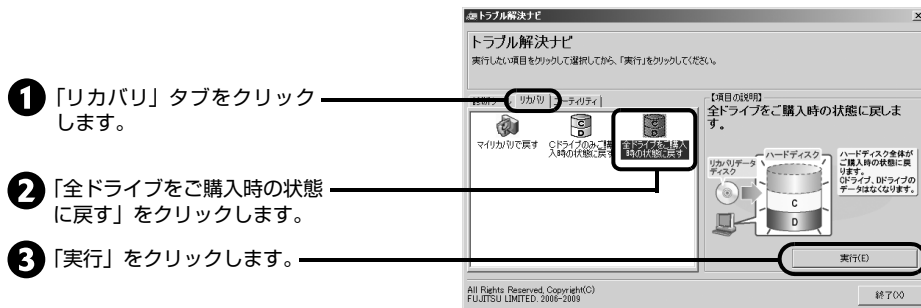 トラブル解決ナビ
トラブル解決ナビ
実行したい項目をクリックして選択してから、「実行」をクリックしてください。
❶「リカバリ」タブをクリック
します。
❷「全ドライブをご購入時の状態
に戻す」をクリックします。
❸「実行」をクリックします。
リカバリ
ユーティリティ
マイリカバリで戻す
Cドライブのみご購
入時の状態に戻す
全ドライブをご購入
時の状態に戻す
【項目の説明】
全ドライブをご購入時の状態に戻しま
す。
リカバリデータ
ディスク
ハードディスク
C
D
ハードディスク全体が
ご購入時の状態に戻
ります。
Cドライブ、Dドライブの
データはなくなります。
実行(E)
All Rights Reserved, Copyright(C)
FUJITSU LIMITED. 2006-2009
終了(X)